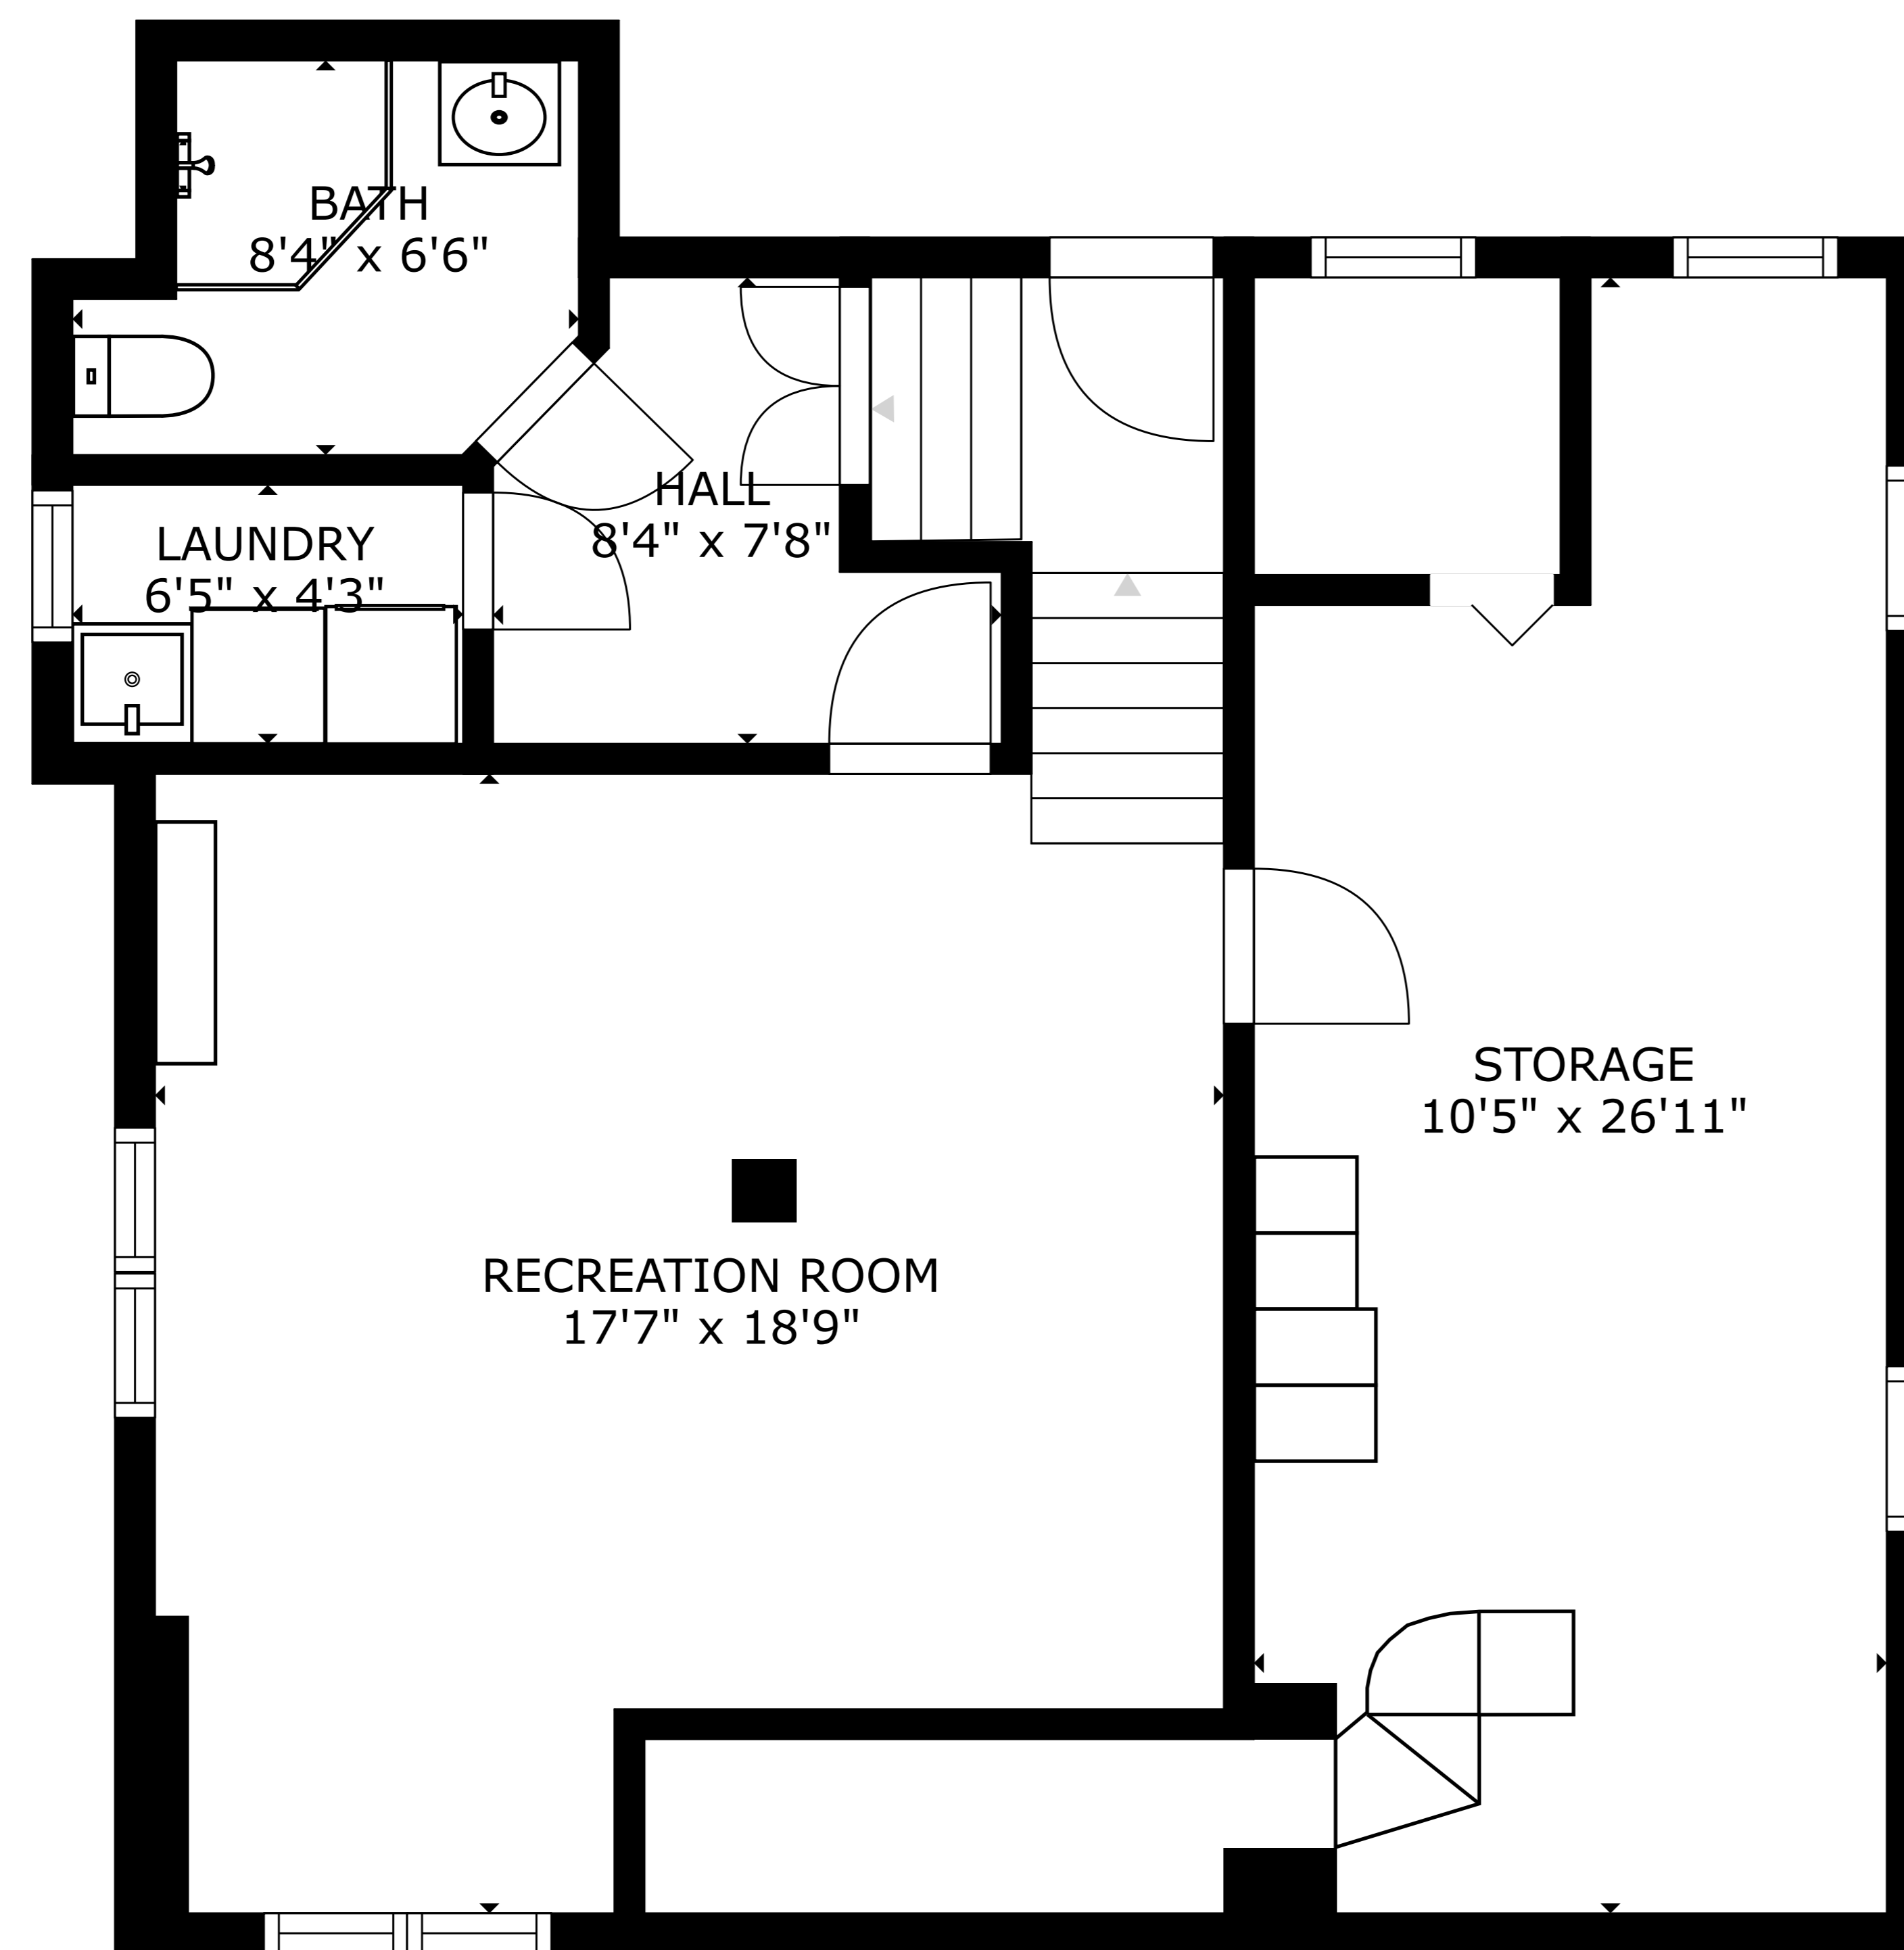 BATH
8'4" x 6'6"
HALL
8'4" x 7'8"
LAUNDRY
6'5" x 4'3"
STORAGE
10'5" x 26'11"
RECREATION ROOM
17'7" x 18'9"